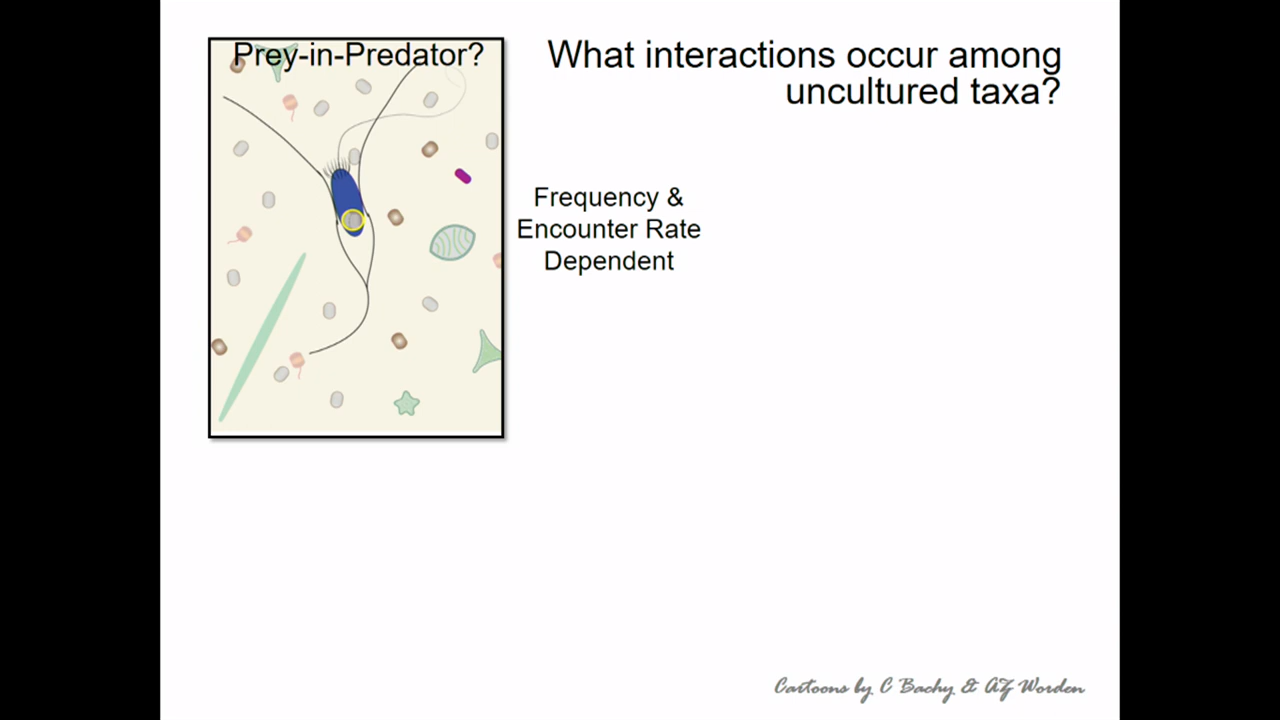 Prey-in-Predator?
What interactions occur among
uncultured taxa?
Frequency &
Encounter Rate
Dependent
Cartoons by C Bachy & AZ Worden